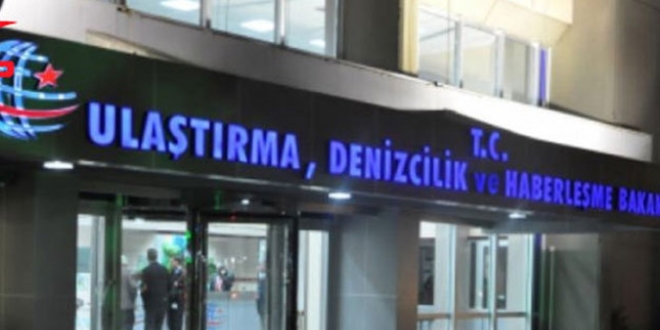 T.C.
ULAŞTIRMA, DENİZCİLİK ve HABERLEŞME BAKAN